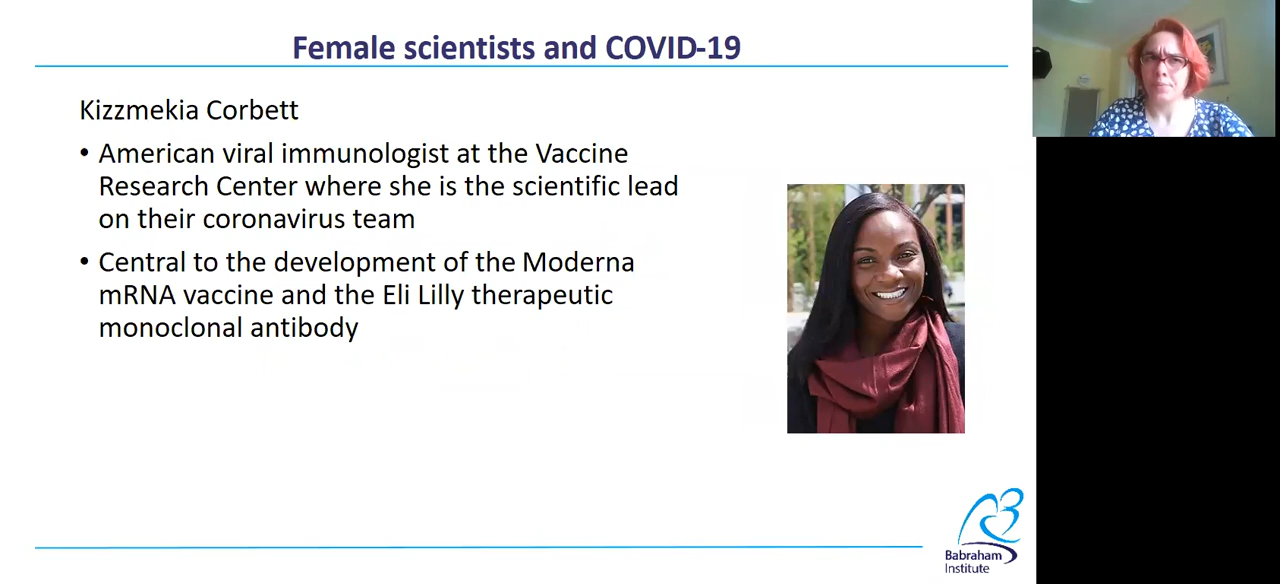 Female scientists and COVID-19
Kizzmekia Corbett
• American viral immunologist at the Vaccine
Research Center where she is the scientific lead
on their coronavirus team
• Central to the development of the Moderna
mRNA vaccine and the Eli Lilly therapeutic
monoclonal antibody
Babraham
Institute